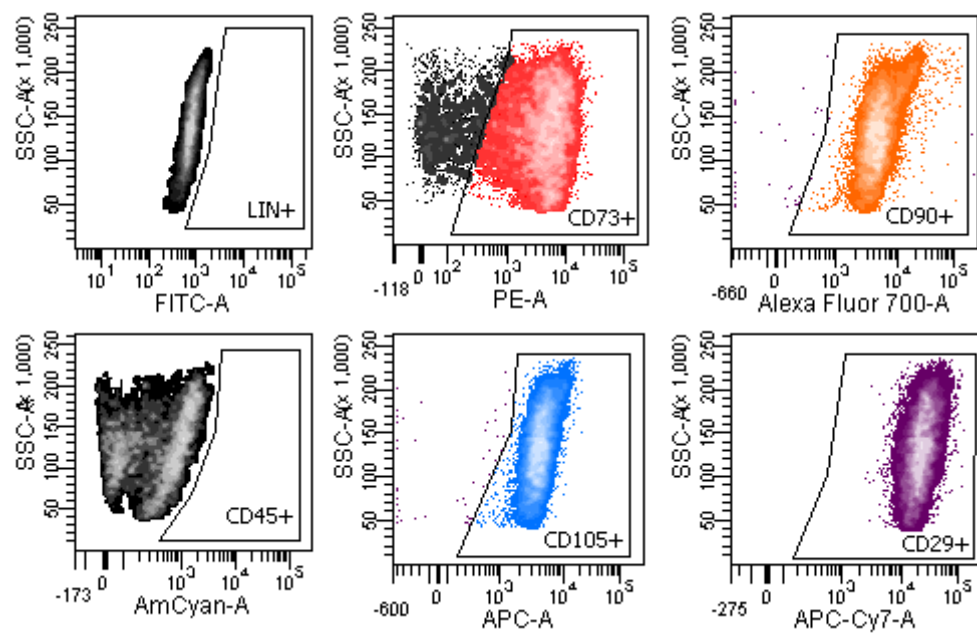 SSC-A (x 1,000)
250
200
150
100
50
LIN+
10^1 10^2 10^3 10^4 10^5
FITC-A
SSC-A (x 1,000)
250
200
150
100
50
CD73+
-118 0 10^2 10^3 10^4 10^5
PE-A
SSC-A (x 1,000)
250
200
150
100
50
CD90+
-660 0 10^3 10^4 10^5
Alexa Fluor 700-A
SSC-A (x 1,000)
250
200
150
100
50
CD45+
-173 0 10^3 10^4 10^5
AmCyan-A
SSC-A (x 1,000)
250
200
150
100
50
CD105+
-600 0 10^3 10^4 10^5
APC-A
SSC-A (x 1,000)
250
200
150
100
50
CD29+
-275 0 10^3 10^4 10^5
APC-Cy7-A